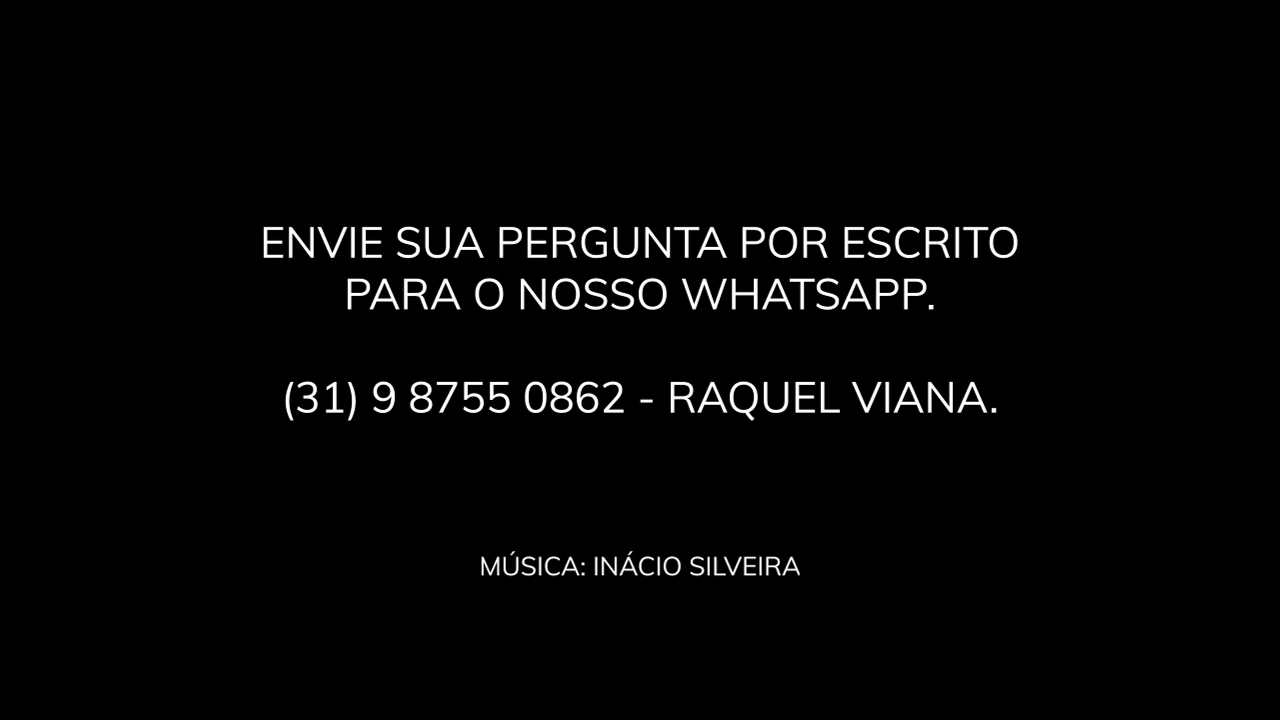 ENVIE SUA PERGUNTA POR ESCRITO
PARA O NOSSO WHATSAPP.
(31) 9 8755 0862 - RAQUEL VIANA.
MÚSICA: INÁCIO SILVEIRA